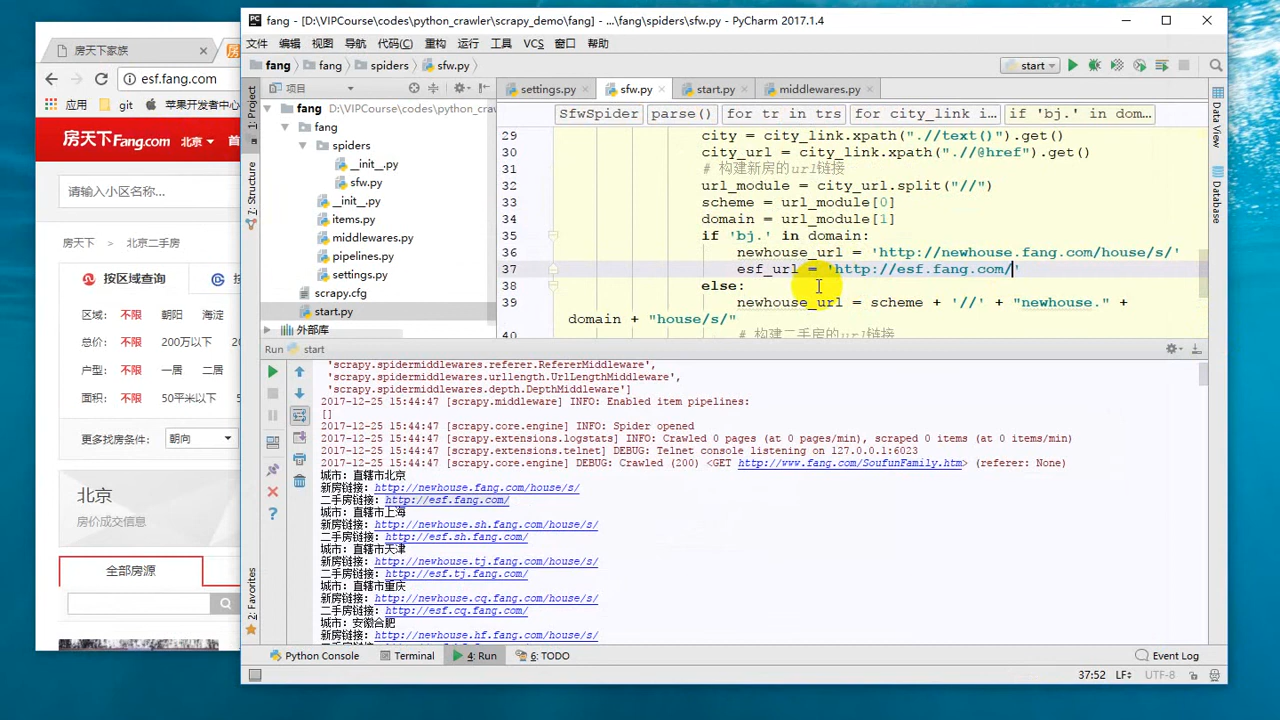 房天下家族
esf.fang.com
应用
git
苹果开发者中心
房天下Fang.com
北京
首
请输入小区名称...
房天下 > 北京二手房
按区域查询
区域: 不限 朝阳 海淀
总价: 不限 200万以下
户型: 不限 一居 二居
面积: 不限 50平米以下
更多找房条件: 朝向
北京
房价成交信息
全部房源
fang - [D:\VIPCourse\codes\python_crawler\scrapy_demo\fang] - ...\fang\spiders\sfw.py - PyCharm 2017.1.4
文件 编辑 视图 导航 代码(C) 重构 运行 工具 VCS 窗口 帮助
fang fang spiders sfw.py
start
1: Project
7: Structure
2: Favorites
项目
settings.py sfw.py start.py middlewares.py
Data View
Database
fang D:\VIPCourse\codes\python_craw
fang
spiders
__init__.py
sfw.py
__init__.py
items.py
middlewares.py
pipelines.py
settings.py
scrapy.cfg
start.py
外部库
SfwSpider parse() for tr in trs for city_link i... if 'bj.' in dom...
29 city = city_link.xpath(".//text()").get()
30 city_url = city_link.xpath(".//@href").get()
31 # 构建新房的url链接
32 url_module = city_url.split("//")
33 scheme = url_module[0]
34 domain = url_module[1]
35 if 'bj.' in domain:
36 newhouse_url = 'http://newhouse.fang.com/house/s/'
37 esf_url = 'http://esf.fang.com/'
38 else:
39 newhouse_url = scheme + '//' + "newhouse." +
domain + "house/s/"
40 # 构建二手房的url链接
Run start
'scrapy.spidermiddlewares.referer.RefererMiddleware',
'scrapy.spidermiddlewares.urllength.UrlLengthMiddleware',
'scrapy.spidermiddlewares.depth.DepthMiddleware']
2017-12-25 15:44:47 [scrapy.middleware] INFO: Enabled item pipelines:
[]
2017-12-25 15:44:47 [scrapy.core.engine] INFO: Spider opened
2017-12-25 15:44:47 [scrapy.extensions.logstats] INFO: Crawled 0 pages (at 0 pages/min), scraped 0 items (at 0 items/min)
2017-12-25 15:44:47 [scrapy.extensions.telnet] DEBUG: Telnet console listening on 127.0.0.1:6023
2017-12-25 15:44:47 [scrapy.core.engine] DEBUG: Crawled (200) <GET http://www.fang.com/SoufunFamily.htm> (referer: None)
城市: 直辖市北京
新房链接: http://newhouse.fang.com/house/s/
二手房链接: http://esf.fang.com/
城市: 直辖市上海
新房链接: http://newhouse.sh.fang.com/house/s/
二手房链接: http://esf.sh.fang.com/
城市: 直辖市天津
新房链接: http://newhouse.tj.fang.com/house/s/
二手房链接: http://esf.tj.fang.com/
城市: 直辖市重庆
新房链接: http://newhouse.cq.fang.com/house/s/
二手房链接: http://esf.cq.fang.com/
城市: 安徽合肥
新房链接: http://newhouse.hf.fang.com/house/s/
Python Console Terminal 4: Run 6: TODO Event Log
37:52 LF UTF-8